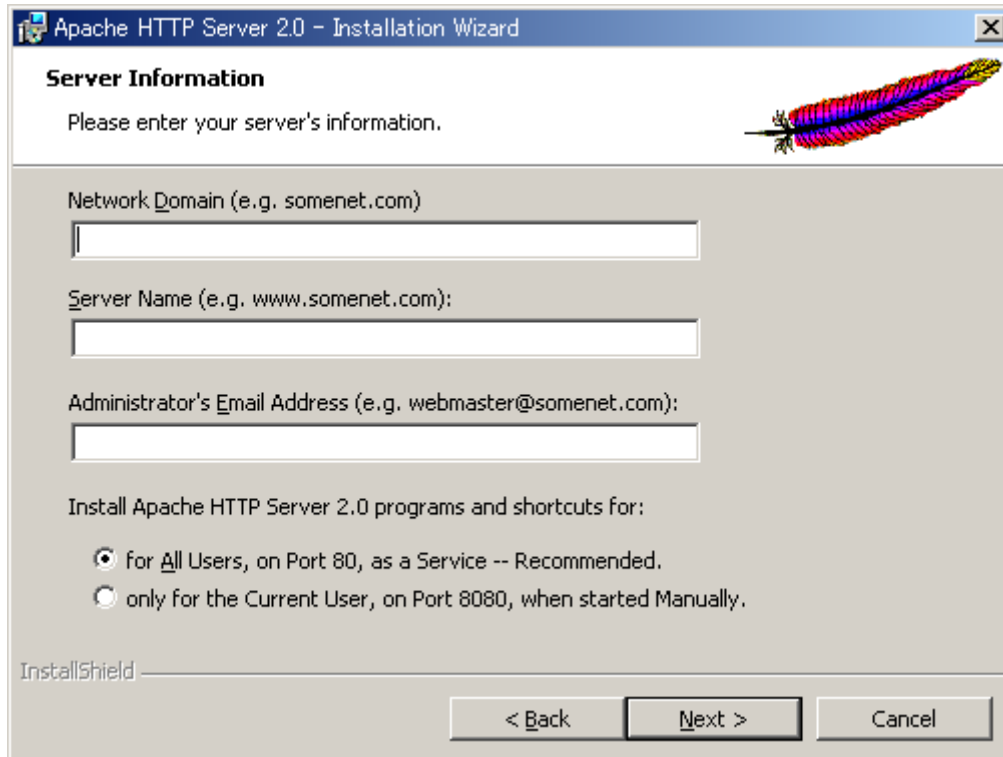 Apache HTTP Server 2.0 - Installation Wizard
Server Information
Please enter your server's information.
Network Domain (e.g. somenet.com)
Server Name (e.g. www.somenet.com):
Administrator's Email Address (e.g. webmaster@somenet.com):
Install Apache HTTP Server 2.0 programs and shortcuts for:
for All Users, on Port 80, as a Service -- Recommended.
only for the Current User, on Port 8080, when started Manually.
InstallShield
< Back Next > Cancel